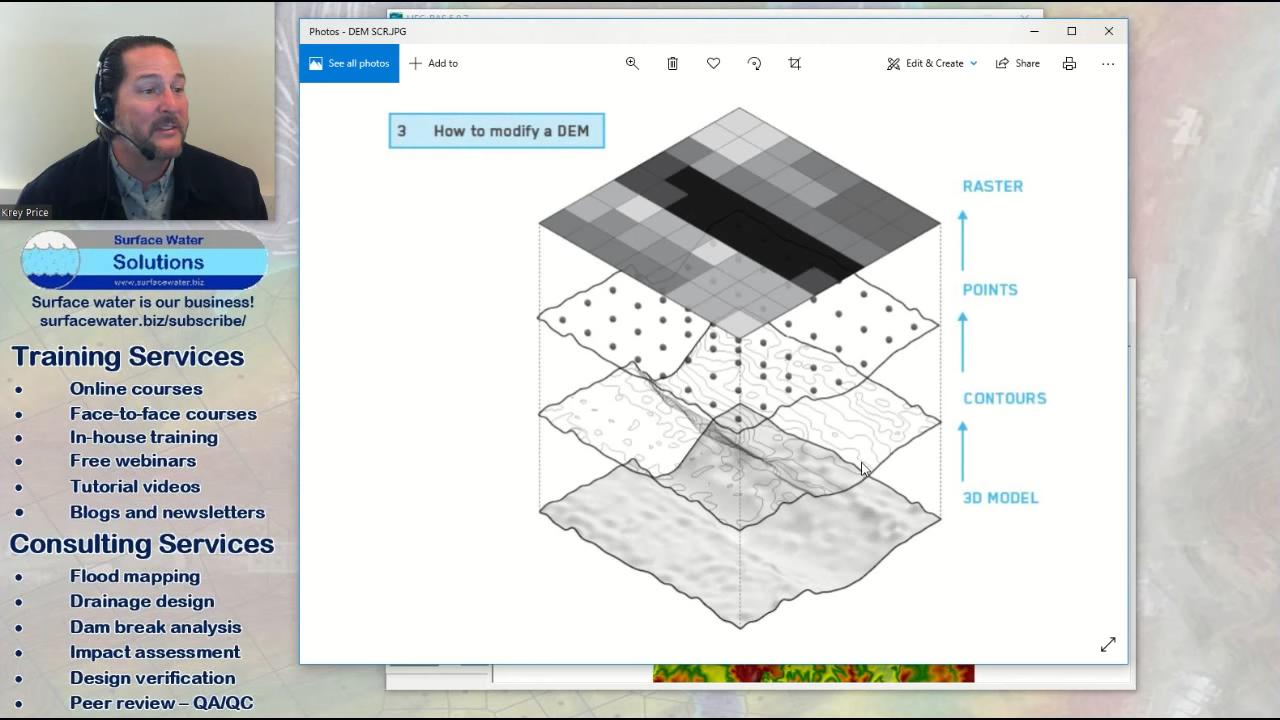 Krey Price
Surface Water
Solutions
www.surfacewater.biz
Surface water is our business!
surfacewater.biz/subscribe/
Training Services
• Online courses
• Face-to-face courses
• In-house training
• Free webinars
• Tutorial videos
• Blogs and newsletters
Consulting Services
• Flood mapping
• Drainage design
• Dam break analysis
• Impact assessment
• Design verification
• Peer review – QA/QC
Photos - DEM SCR.JPG
See all photos
Add to
Edit & Create
Share
3 How to modify a DEM
RASTER
POINTS
CONTOURS
3D MODEL